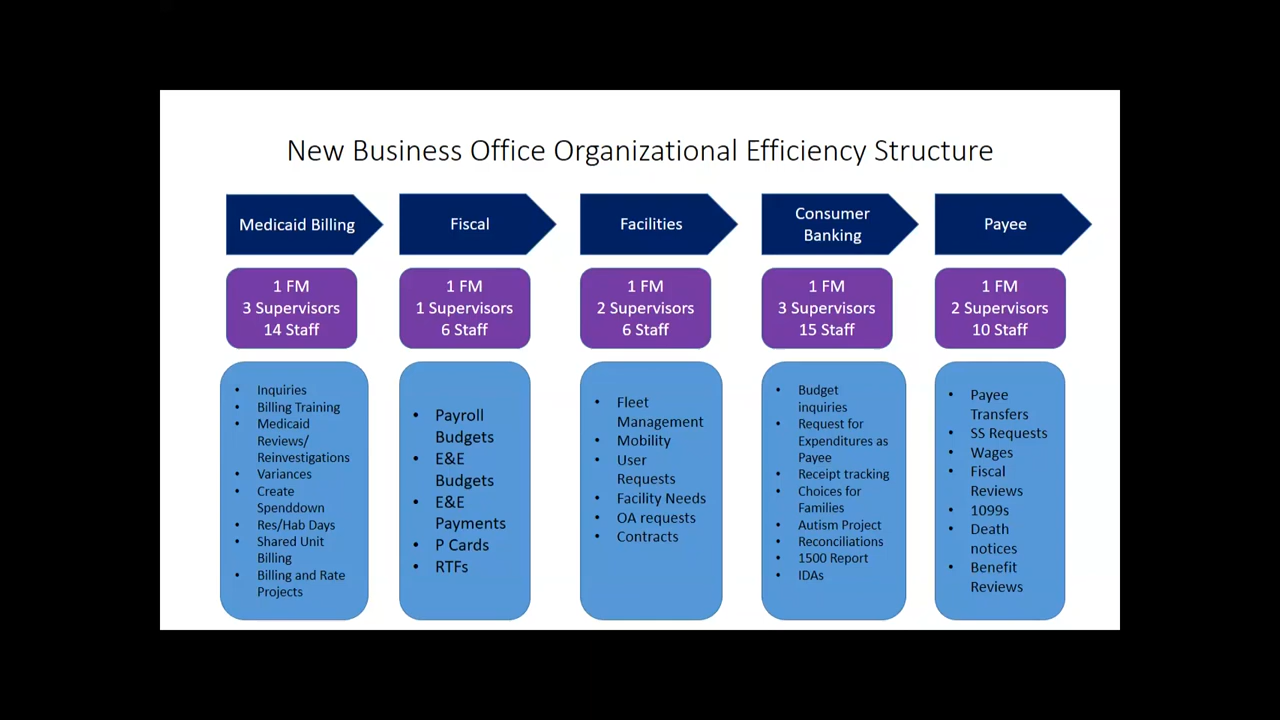 New Business Office Organizational Efficiency Structure
Medicaid Billing
Fiscal
Facilities
Consumer
Banking
Payee
1 FM
3 Supervisors
14 Staff
1 FM
1 Supervisors
6 Staff
1 FM
2 Supervisors
6 Staff
1 FM
3 Supervisors
15 Staff
1 FM
2 Supervisors
10 Staff
• Inquiries
• Billing Training
• Medicaid
Reviews/
Reinvestigations
• Variances
• Create
Spenddown
• Res/Hab Days
• Shared Unit
Billing
• Billing and Rate
Projects
• Payroll
Budgets
• E&E
Budgets
• E&E
Payments
• P Cards
• RTFs
• Fleet
Management
• Mobility
• User
Requests
• Facility Needs
• OA requests
• Contracts
• Budget
inquiries
• Request for
Expenditures as
Payee
• Receipt tracking
• Choices for
Families
• Autism Project
• Reconciliations
• 1500 Report
• IDAs
• Payee
Transfers
• SS Requests
• Wages
• Fiscal
Reviews
• 1099s
• Death
notices
• Benefit
Reviews